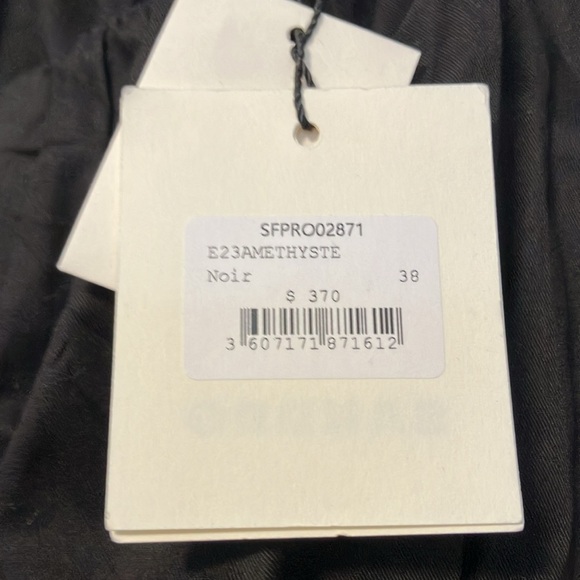 SFPRO02871
E23AMETHYSTE
Noir 38
$ 370
3 607171 871612